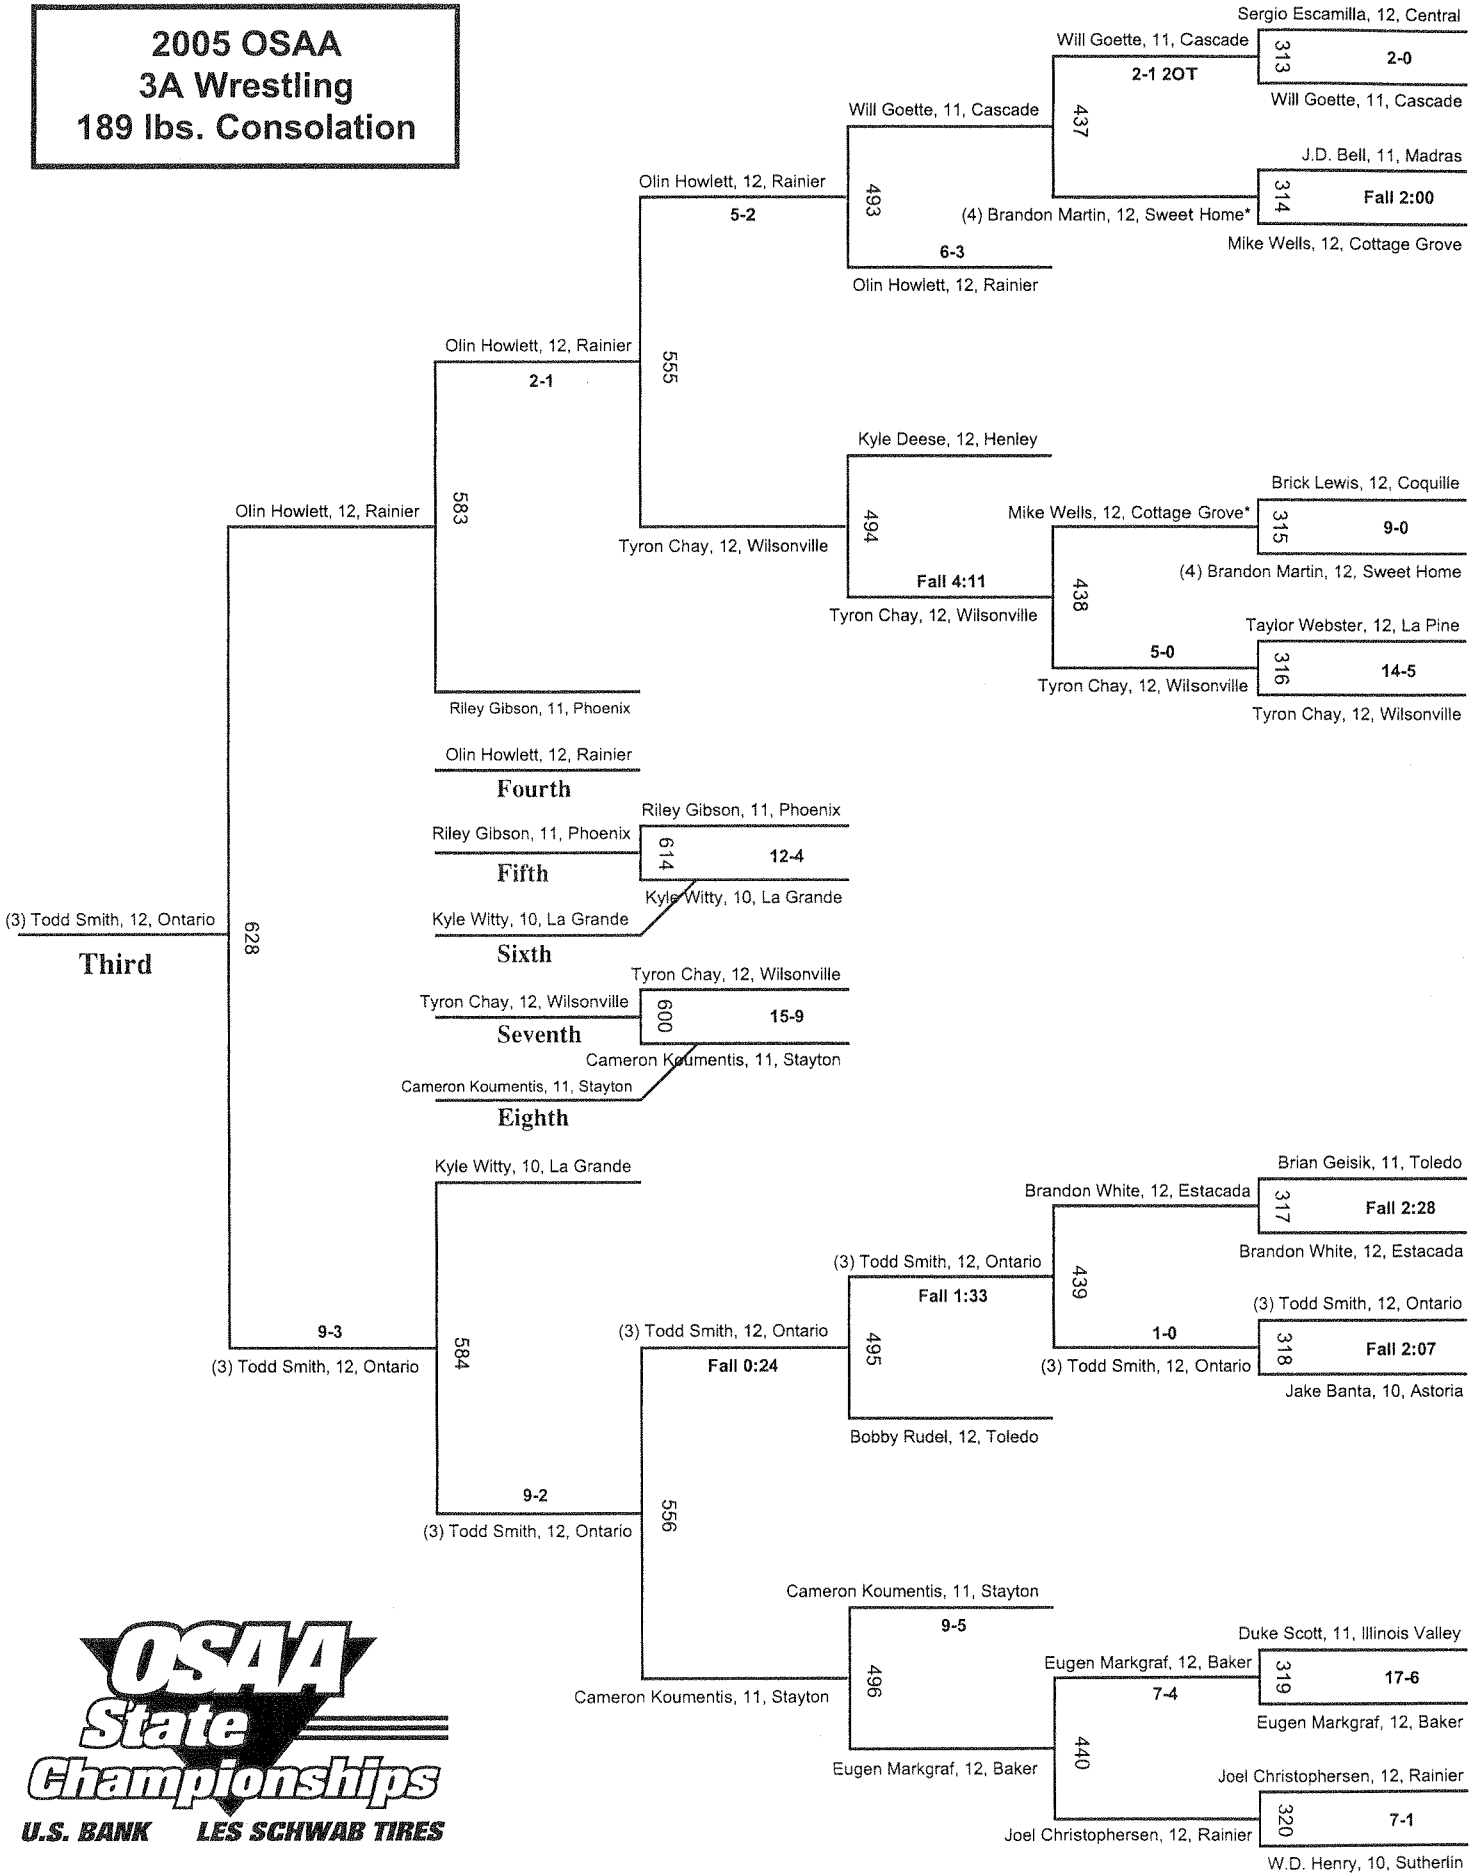 2005 OSAA
3A Wrestling
189 lbs. Consolation
Sergio Escamilla, 12, Central
313
2-0
Will Goette, 11, Cascade
Will Goette, 11, Cascade
2-1 2OT
437
J.D. Bell, 11, Madras
314
Fall 2:00
Mike Wells, 12, Cottage Grove
(4) Brandon Martin, 12, Sweet Home*
Will Goette, 11, Cascade
493
6-3
Olin Howlett, 12, Rainier
Olin Howlett, 12, Rainier
5-2
555
Olin Howlett, 12, Rainier
2-1
583
Kyle Deese, 12, Henley
494
Tyron Chay, 12, Wilsonville
Fall 4:11
Tyron Chay, 12, Wilsonville
Brick Lewis, 12, Coquille
315
9-0
(4) Brandon Martin, 12, Sweet Home
Mike Wells, 12, Cottage Grove*
438
Taylor Webster, 12, La Pine
316
14-5
Tyron Chay, 12, Wilsonville
5-0
Tyron Chay, 12, Wilsonville
Olin Howlett, 12, Rainier
Riley Gibson, 11, Phoenix
Olin Howlett, 12, Rainier
Fourth
Riley Gibson, 11, Phoenix
614
12-4
Kyle Witty, 10, La Grande
Riley Gibson, 11, Phoenix
Fifth
Kyle Witty, 10, La Grande
Sixth
(3) Todd Smith, 12, Ontario
Third
628
Tyron Chay, 12, Wilsonville
600
15-9
Cameron Koumentis, 11, Stayton
Tyron Chay, 12, Wilsonville
Seventh
Cameron Koumentis, 11, Stayton
Eighth
Kyle Witty, 10, La Grande
584
9-3
(3) Todd Smith, 12, Ontario
Brian Geisik, 11, Toledo
317
Fall 2:28
Brandon White, 12, Estacada
Brandon White, 12, Estacada
439
(3) Todd Smith, 12, Ontario
318
Fall 2:07
Jake Banta, 10, Astoria
1-0
(3) Todd Smith, 12, Ontario
(3) Todd Smith, 12, Ontario
Fall 1:33
495
Bobby Rudel, 12, Toledo
(3) Todd Smith, 12, Ontario
Fall 0:24
556
9-2
(3) Todd Smith, 12, Ontario
Cameron Koumentis, 11, Stayton
9-5
496
Cameron Koumentis, 11, Stayton
Duke Scott, 11, Illinois Valley
319
17-6
Eugen Markgraf, 12, Baker
Eugen Markgraf, 12, Baker
7-4
440
Eugen Markgraf, 12, Baker
Joel Christophersen, 12, Rainier
320
7-1
W.D. Henry, 10, Sutherlin
Joel Christophersen, 12, Rainier
OSAA
State
Championships
U.S. BANK LES SCHWAB TIRES